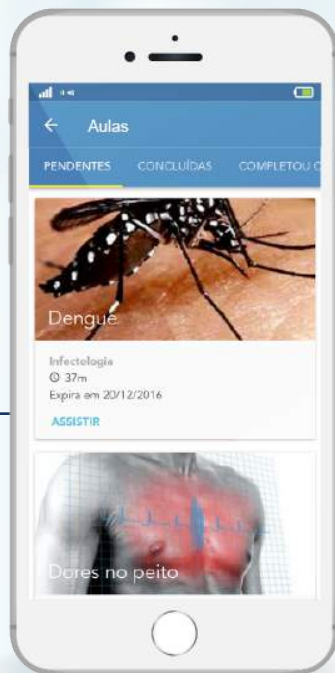 Aulas
PENDENTES CONCLUÍDAS COMPLETOU O
Dengue
Infectologia
37m
Expira em 20/12/2016
ASSISTIR
Dores no peito